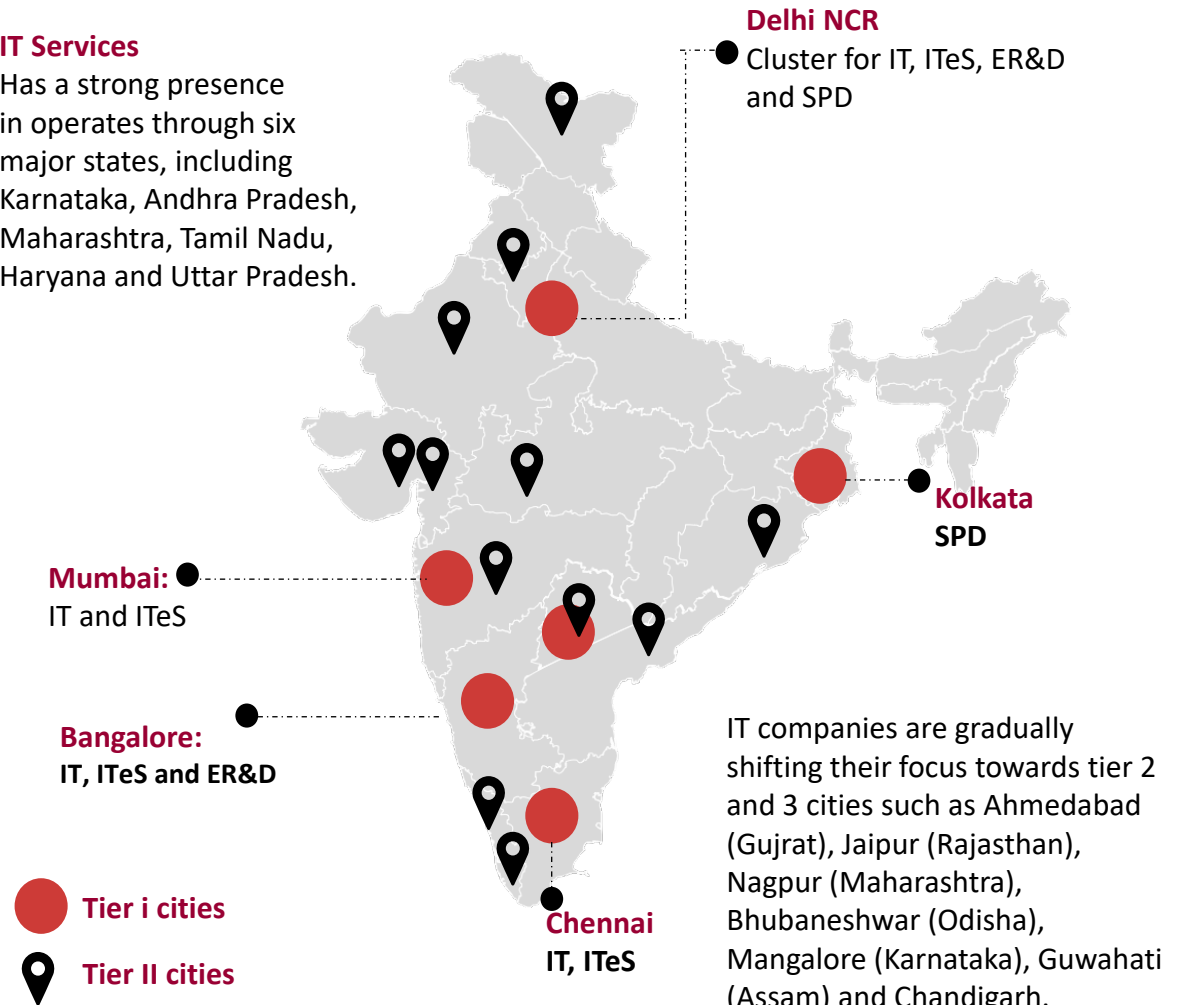 IT Services
Has a strong presence
in operates through six
major states, including
Karnataka, Andhra Pradesh,
Maharashtra, Tamil Nadu,
Haryana and Uttar Pradesh.
Delhi NCR
Cluster for IT, ITeS, ER&D
and SPD
Kolkata
SPD
Mumbai:
IT and ITeS
Bangalore:
IT, ITeS and ER&D
Chennai
IT, ITeS
IT companies are gradually
shifting their focus towards tier 2
and 3 cities such as Ahmedabad
(Gujrat), Jaipur (Rajasthan),
Nagpur (Maharashtra),
Bhubaneshwar (Odisha),
Mangalore (Karnataka), Guwahati
(Assam) and Chandigarh.
Tier i cities
Tier II cities